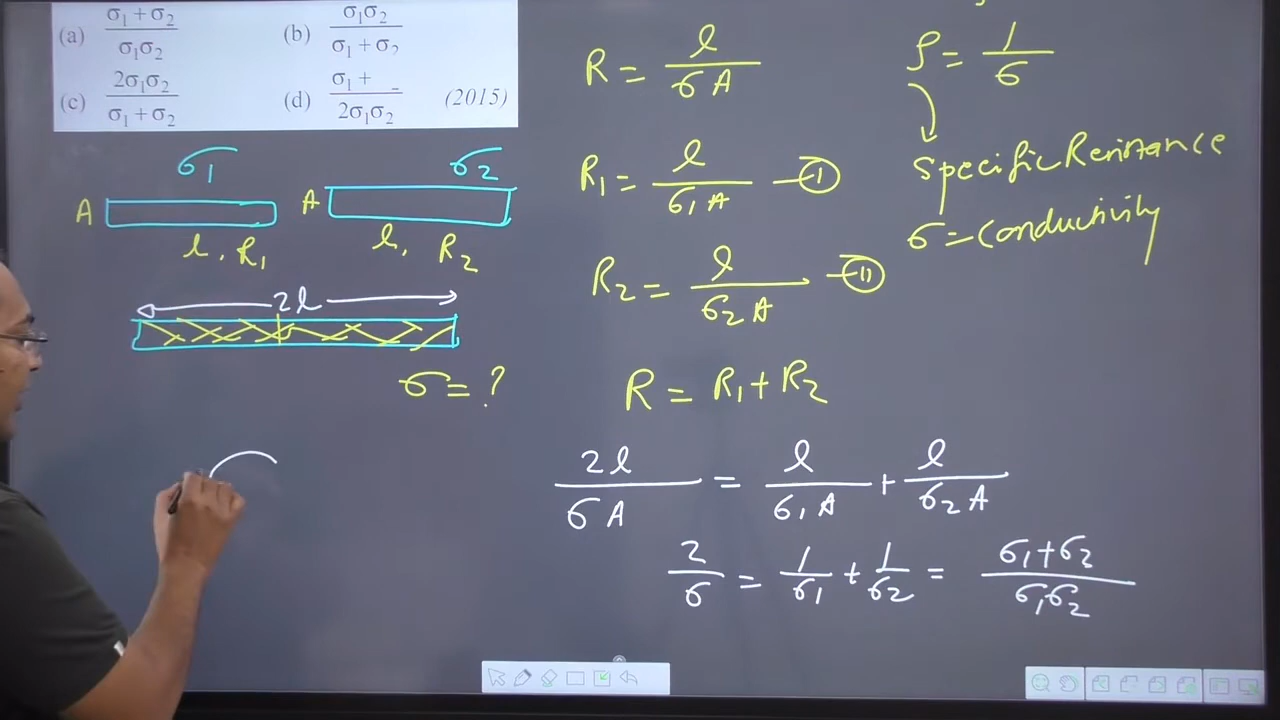 (a) σ₁ + σ₂ / σ₁σ₂ (b) σ₁σ₂ / σ₁ + σ₂
(c) 2σ₁σ₂ / σ₁ + σ₂ (d) σ₁ + / 2σ₁σ₂ (2015)
σ₁ σ₂
A A
l, R₁ l, R₂
2l
σ = ?
R = l / σA
R₁ = l / σ₁A — ①
R₂ = l / σ₂A — ⑪
R = R₁ + R₂
2l / σA = l / σ₁A + l / σ₂A
2 / σ = 1 / σ₁ + 1 / σ₂ = σ₁ + σ₂ / σ₁σ₂
ρ = 1 / σ
Specific Resistance
σ = Conductivity